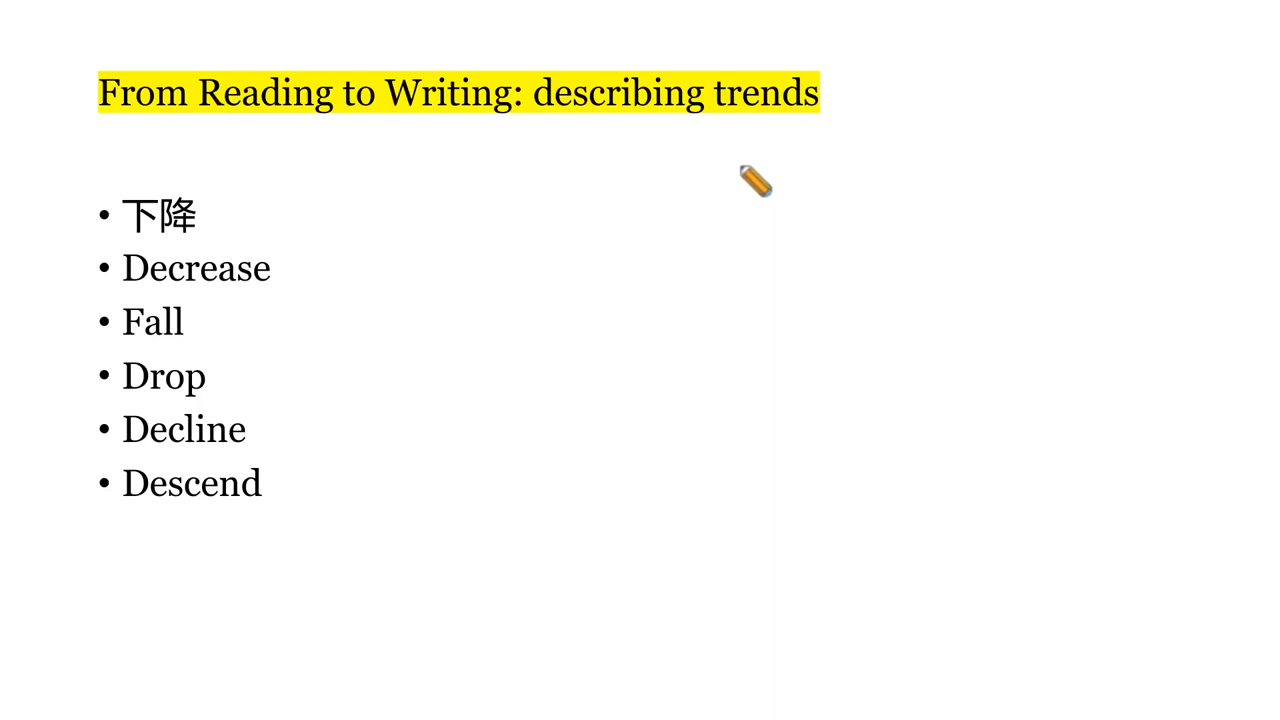 From Reading to Writing: describing trends
• 下降
• Decrease
• Fall
• Drop
• Decline
• Descend